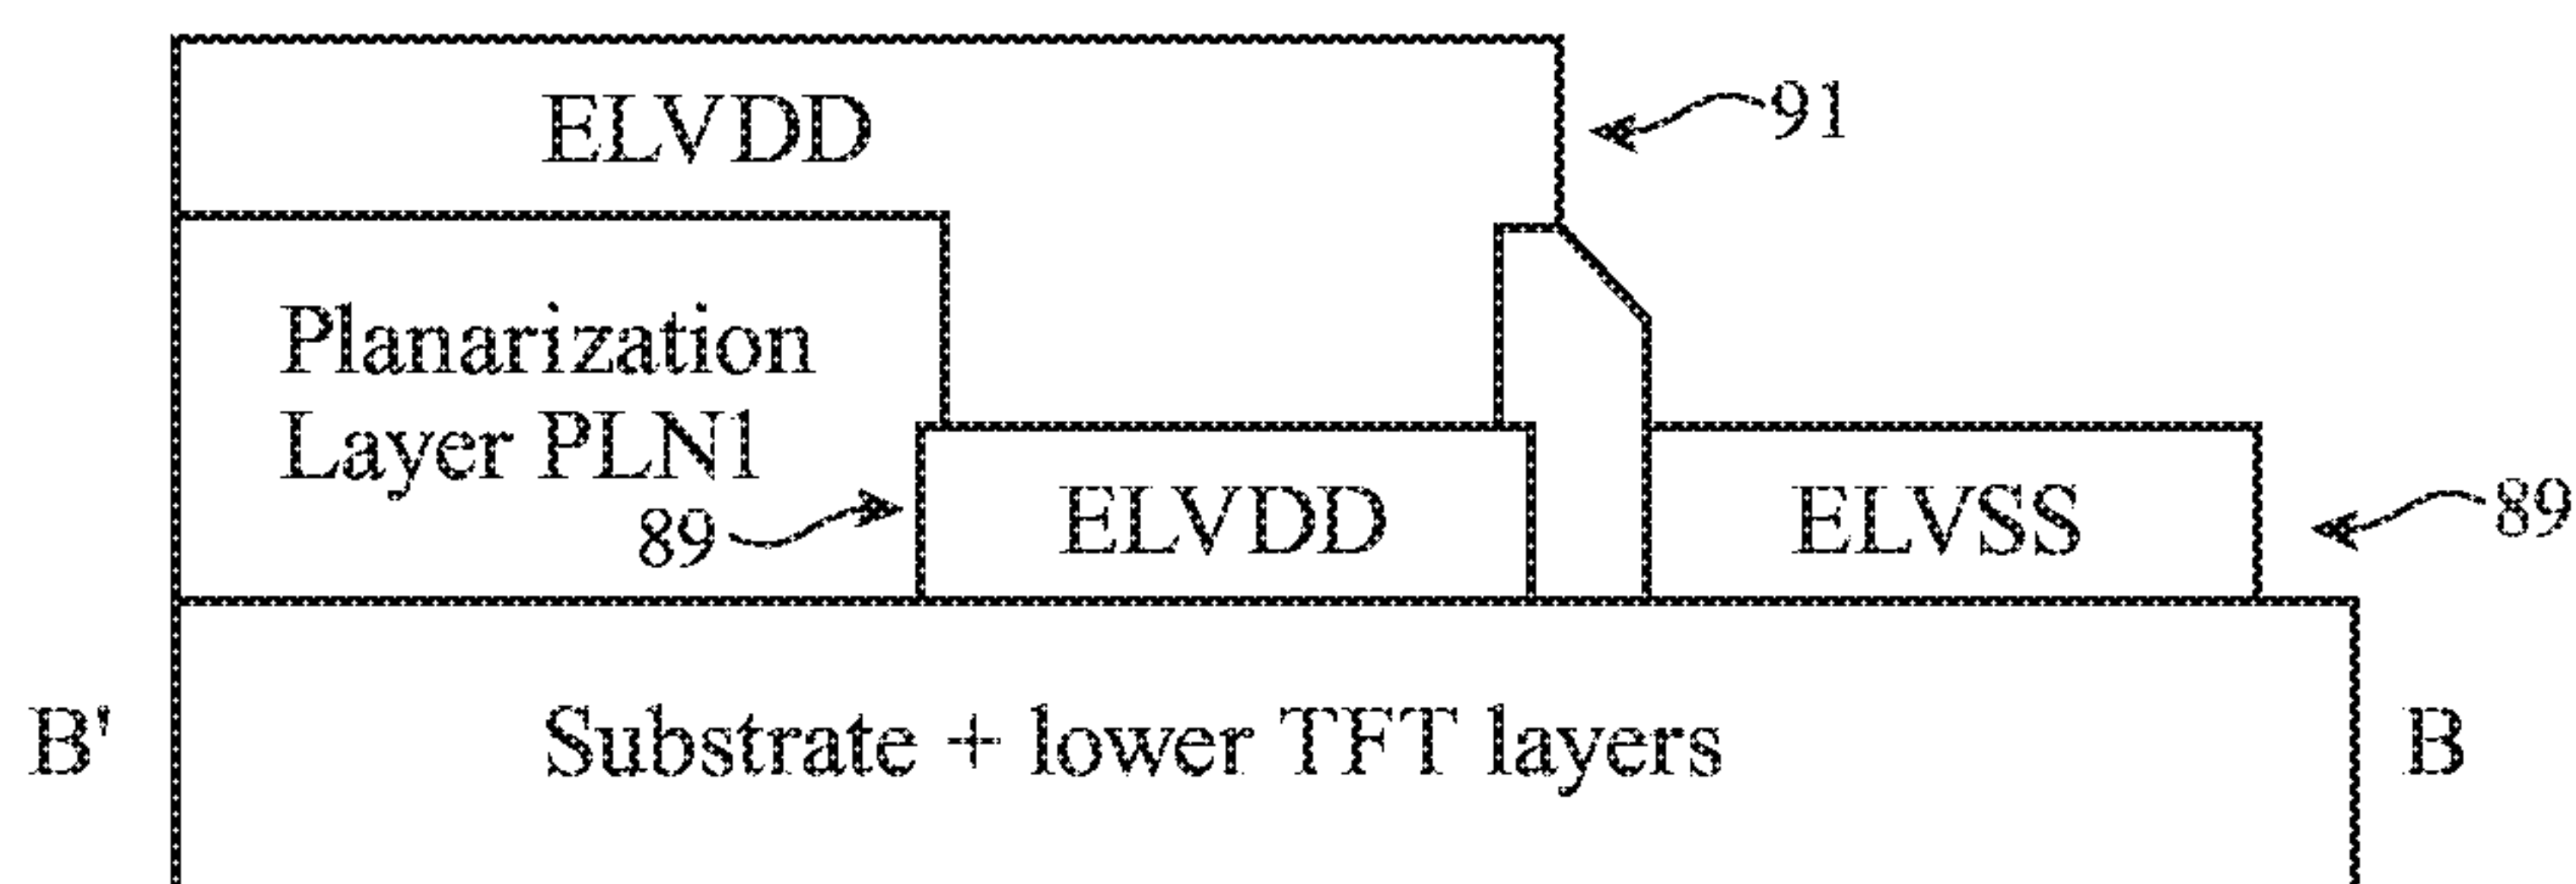 ELVDD
91
Planarization
Layer PLN1
89
ELVDD
ELVSS
89
B'
Substrate + lower TFT layers
B